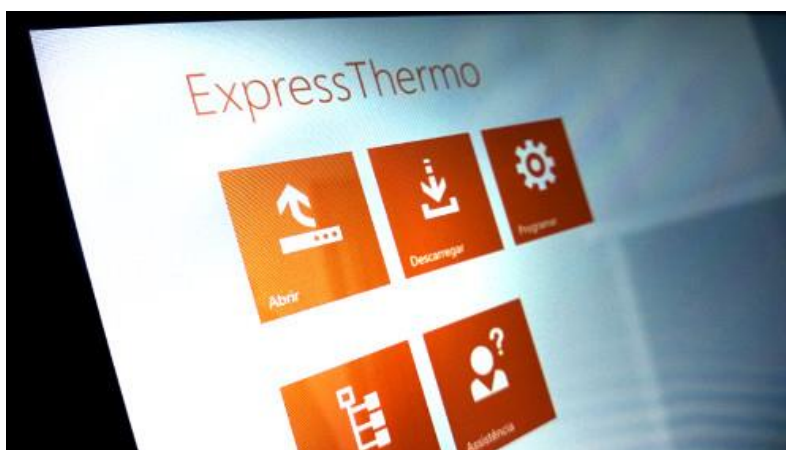 ExpressThermo
Abrir
Descarregar
Programar
Assistência